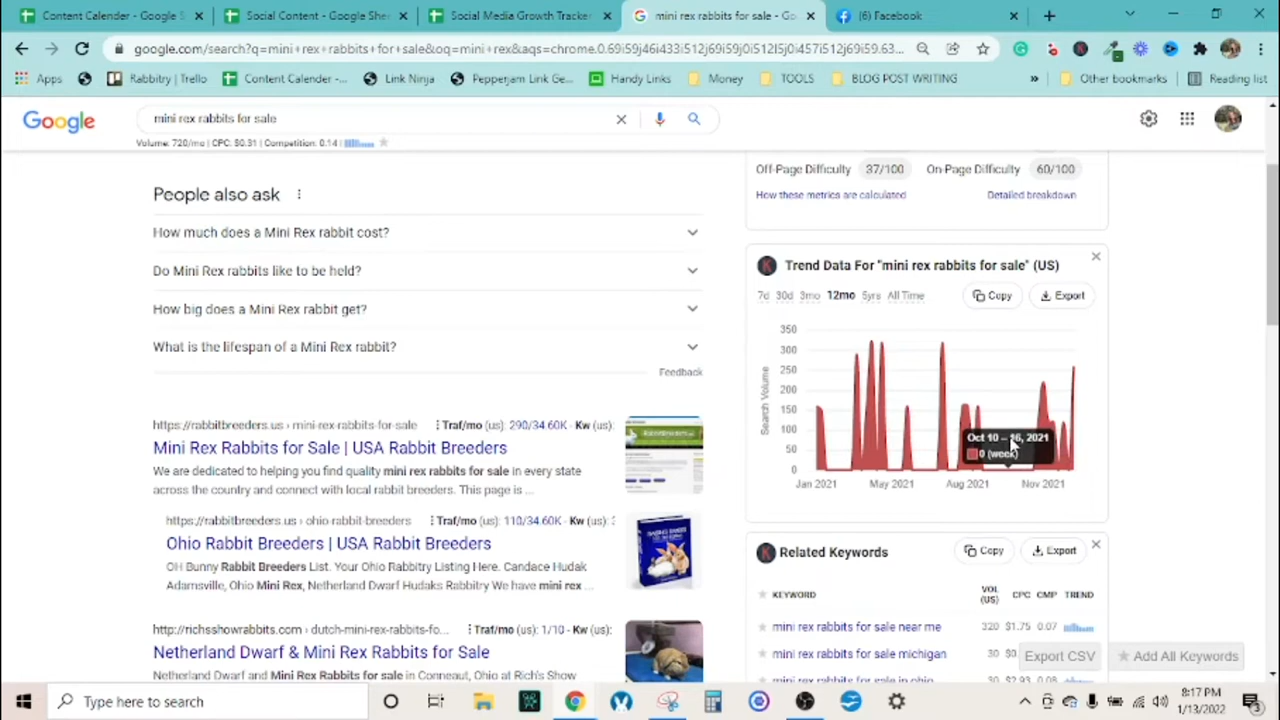 Content Calender - Google S
Social Content - Google She
Social Media Growth Tracker
mini rex rabbits for sale - Go
(6) Facebook
google.com/search?q=mini+rex+rabbits+for+sale&oq=mini+rex&aqs=chrome.0.69i59j46i433i512j69i59j0i512l5j0i457i512j69i59.63...
Apps
Rabbitry | Trello
Content Calender -...
Link Ninja
Pepperjam Link Ge...
Handy Links
Money
TOOLS
BLOG POST WRITING
»
Other bookmarks
Reading list
Google
mini rex rabbits for sale
Volume: 720/mo | CPC: $0.31 | Competition: 0.14 |
People also ask
How much does a Mini Rex rabbit cost?
Do Mini Rex rabbits like to be held?
How big does a Mini Rex rabbit get?
What is the lifespan of a Mini Rex rabbit?
Feedback
https://rabbitbreeders.us › mini-rex-rabbits-for-sale
Traf/mo (us): 290/34.60K - Kw (us):
Mini Rex Rabbits for Sale | USA Rabbit Breeders
We are dedicated to helping you find quality mini rex rabbits for sale in every state
across the country and connect with local rabbit breeders. This page is ...
https://rabbitbreeders.us › ohio-rabbit-breeders
Traf/mo (us): 110/34.60K - Kw (us):
Ohio Rabbit Breeders | USA Rabbit Breeders
OH Bunny Rabbit Breeders List. Your Ohio Rabbitry Listing Here. Candace Hudak
Adamsville, Ohio Mini Rex, Netherland Dwarf Hudaks Rabbitry We have mini rex ...
http://richsshowrabbits.com › dutch-mini-rex-rabbits-fo...
Traf/mo (us): 1/10 - Kw (us):
Netherland Dwarf & Mini Rex Rabbits for Sale
Netherland Dwarf and Mini Rex Rabbits for Sale in Conneaut, Ohio at Rich's Show
Off-Page Difficulty 37/100
On-Page Difficulty 60/100
How these metrics are calculated
Detailed breakdown
Trend Data For "mini rex rabbits for sale" (US)
7d 30d 3mo 12mo 5yrs All Time
Copy
Export
Search Volume
350
300
250
200
150
100
50
0
Oct 10 – 16, 2021
0 (week)
Jan 2021
May 2021
Aug 2021
Nov 2021
Related Keywords
Copy
Export
KEYWORD
VOL (US)
CPC
CMP
TREND
mini rex rabbits for sale near me 320 $1.75 0.07
mini rex rabbits for sale michigan 30
mini rex rabbits for sale in ohio
Export CSV
Add All Keywords
Type here to search
8:17 PM
1/13/2022
3